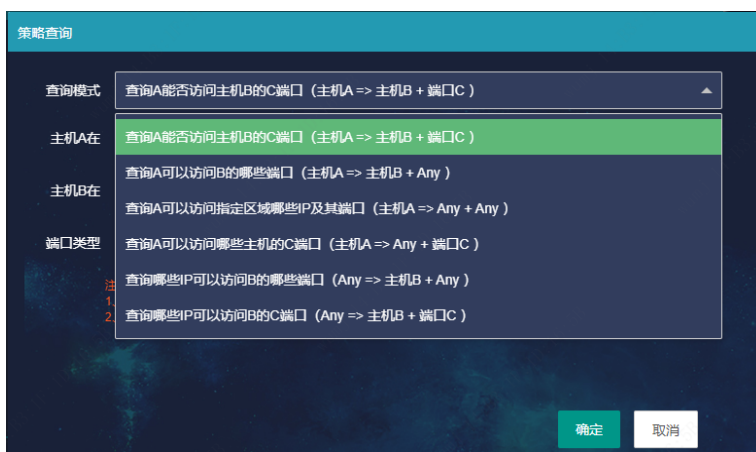 策略查询
查询模式
查询A能否访问主机B的C端口（主机A => 主机B + 端口C ）
主机A在
查询A能否访问主机B的C端口（主机A => 主机B + 端口C ）
查询A可以访问B的哪些端口（主机A => 主机B + Any ）
主机B在
查询A可以访问指定区域哪些IP及其端口（主机A => Any + Any ）
端口类型
查询A可以访问哪些主机的C端口（主机A => Any + 端口C ）
查询哪些IP可以访问B的哪些端口（Any => 主机B + Any ）
注
1、
查询哪些IP可以访问B的C端口（Any => 主机B + 端口C ）
2、
确定
取消